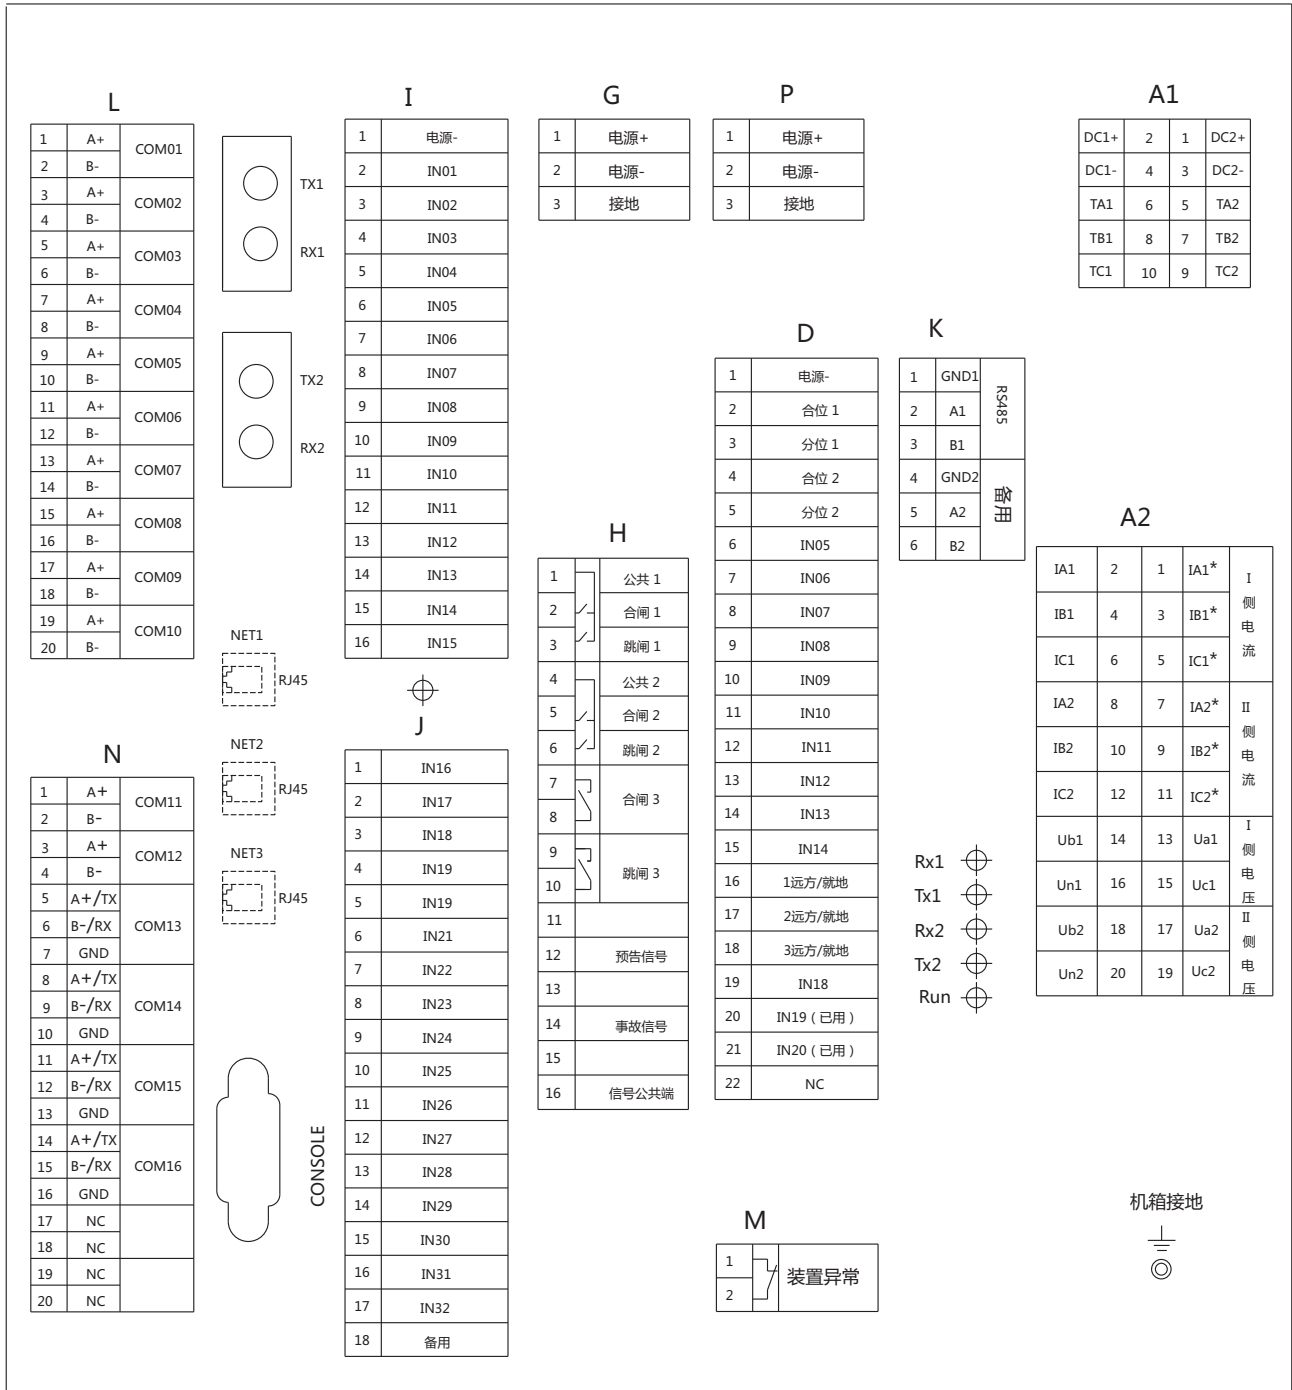 L
1 A+ COM01
2 B-
3 A+ COM02
4 B-
5 A+ COM03
6 B-
7 A+ COM04
8 B-
9 A+ COM05
10 B-
11 A+ COM06
12 B-
13 A+ COM07
14 B-
15 A+ COM08
16 B-
17 A+ COM09
18 B-
19 A+ COM10
20 B-
TX1
RX1
TX2
RX2
NET1
RJ45
NET2
RJ45
NET3
RJ45
CONSOLE
N
1 A+ COM11
2 B-
3 A+ COM12
4 B-
5 A+/TX COM13
6 B-/RX
7 GND
8 A+/TX COM14
9 B-/RX
10 GND
11 A+/TX COM15
12 B-/RX
13 GND
14 A+/TX COM16
15 B-/RX
16 GND
17 NC
18 NC
19 NC
20 NC
I
1 电源-
2 IN01
3 IN02
4 IN03
5 IN04
6 IN05
7 IN06
8 IN07
9 IN08
10 IN09
11 IN10
12 IN11
13 IN12
14 IN13
15 IN14
16 IN15
J
1 IN16
2 IN17
3 IN18
4 IN19
5 IN19
6 IN21
7 IN22
8 IN23
9 IN24
10 IN25
11 IN26
12 IN27
13 IN28
14 IN29
15 IN30
16 IN31
17 IN32
18 备用
G
1 电源+
2 电源-
3 接地
P
1 电源+
2 电源-
3 接地
H
1 公共 1
2 合闸 1
3 跳闸 1
4 公共 2
5 合闸 2
6 跳闸 2
7 合闸 3
8
9 跳闸 3
10
11
12 预告信号
13
14 事故信号
15
16 信号公共端
D
1 电源-
2 合位 1
3 分位 1
4 合位 2
5 分位 2
6 IN05
7 IN06
8 IN07
9 IN08
10 IN09
11 IN10
12 IN11
13 IN12
14 IN13
15 IN14
16 1远方/就地
17 2远方/就地
18 3远方/就地
19 IN18
20 IN19（已用）
21 IN20（已用）
22 NC
M
1 装置异常
2
K
1 GND1 RS485
2 A1
3 B1
4 GND2 备用
5 A2
6 B2
Rx1
Tx1
Rx2
Tx2
Run
A1
DC1+ 2 1 DC2+
DC1- 4 3 DC2-
TA1 6 5 TA2
TB1 8 7 TB2
TC1 10 9 TC2
A2
IA1 2 1 IA1* I侧电流
IB1 4 3 IB1*
IC1 6 5 IC1*
IA2 8 7 IA2* II侧电流
IB2 10 9 IB2*
IC2 12 11 IC2*
Ub1 14 13 Ua1 I侧电压
Un1 16 15 Uc1
Ub2 18 17 Ua2 II侧电压
Un2 20 19 Uc2
机箱接地